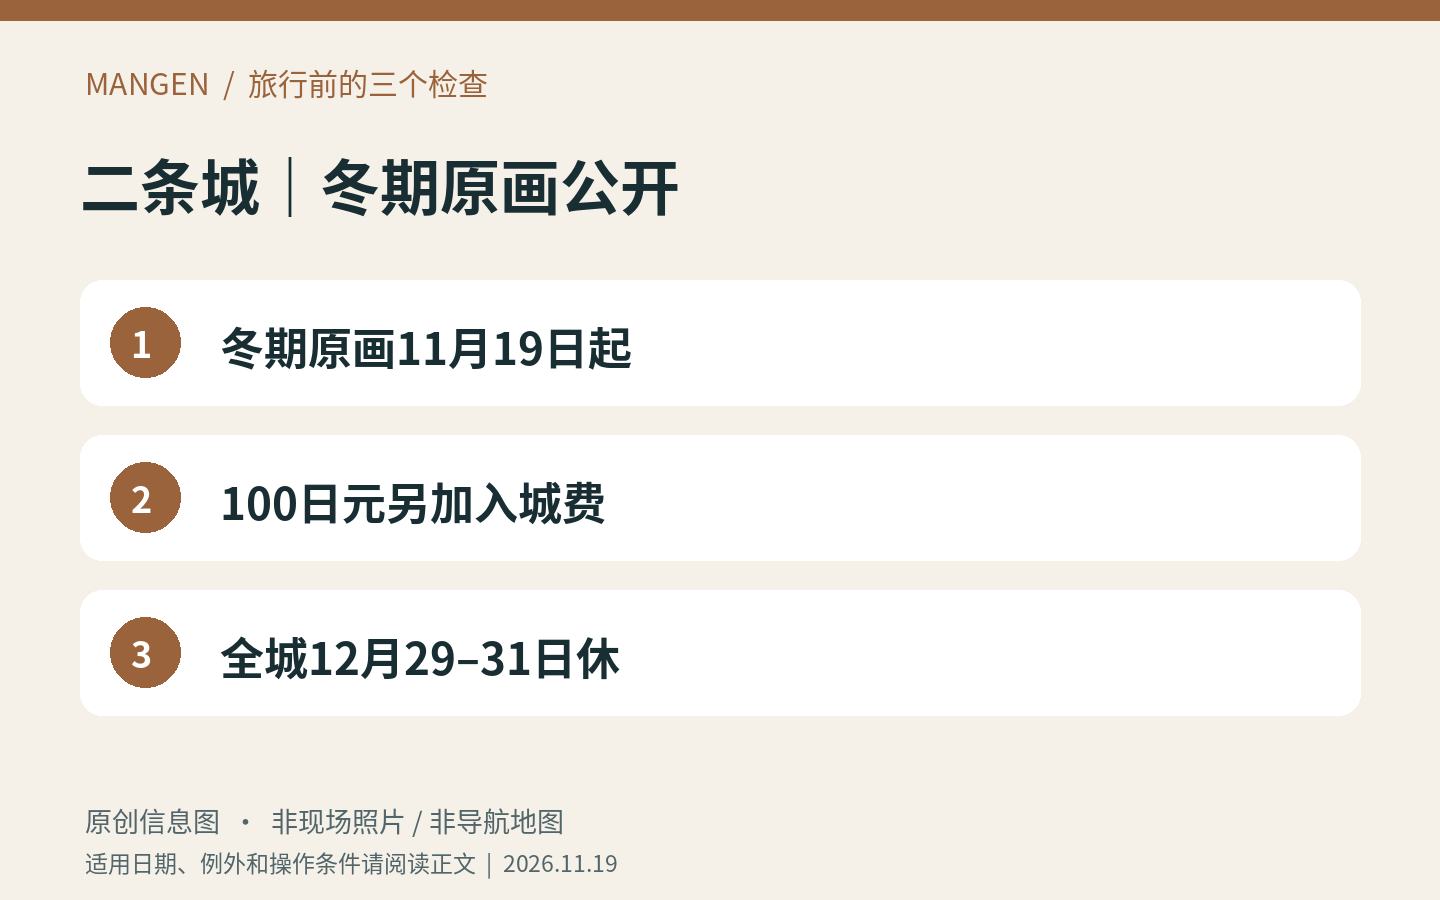 MANGEN / 旅行前的三个检查
二条城｜冬期原画公开
1 冬期原画11月19日起
2 100日元另加入城费
3 全城12月29–31日休
原创信息图 · 非现场照片 / 非导航地图
适用日期、例外和操作条件请阅读正文｜2026.11.19